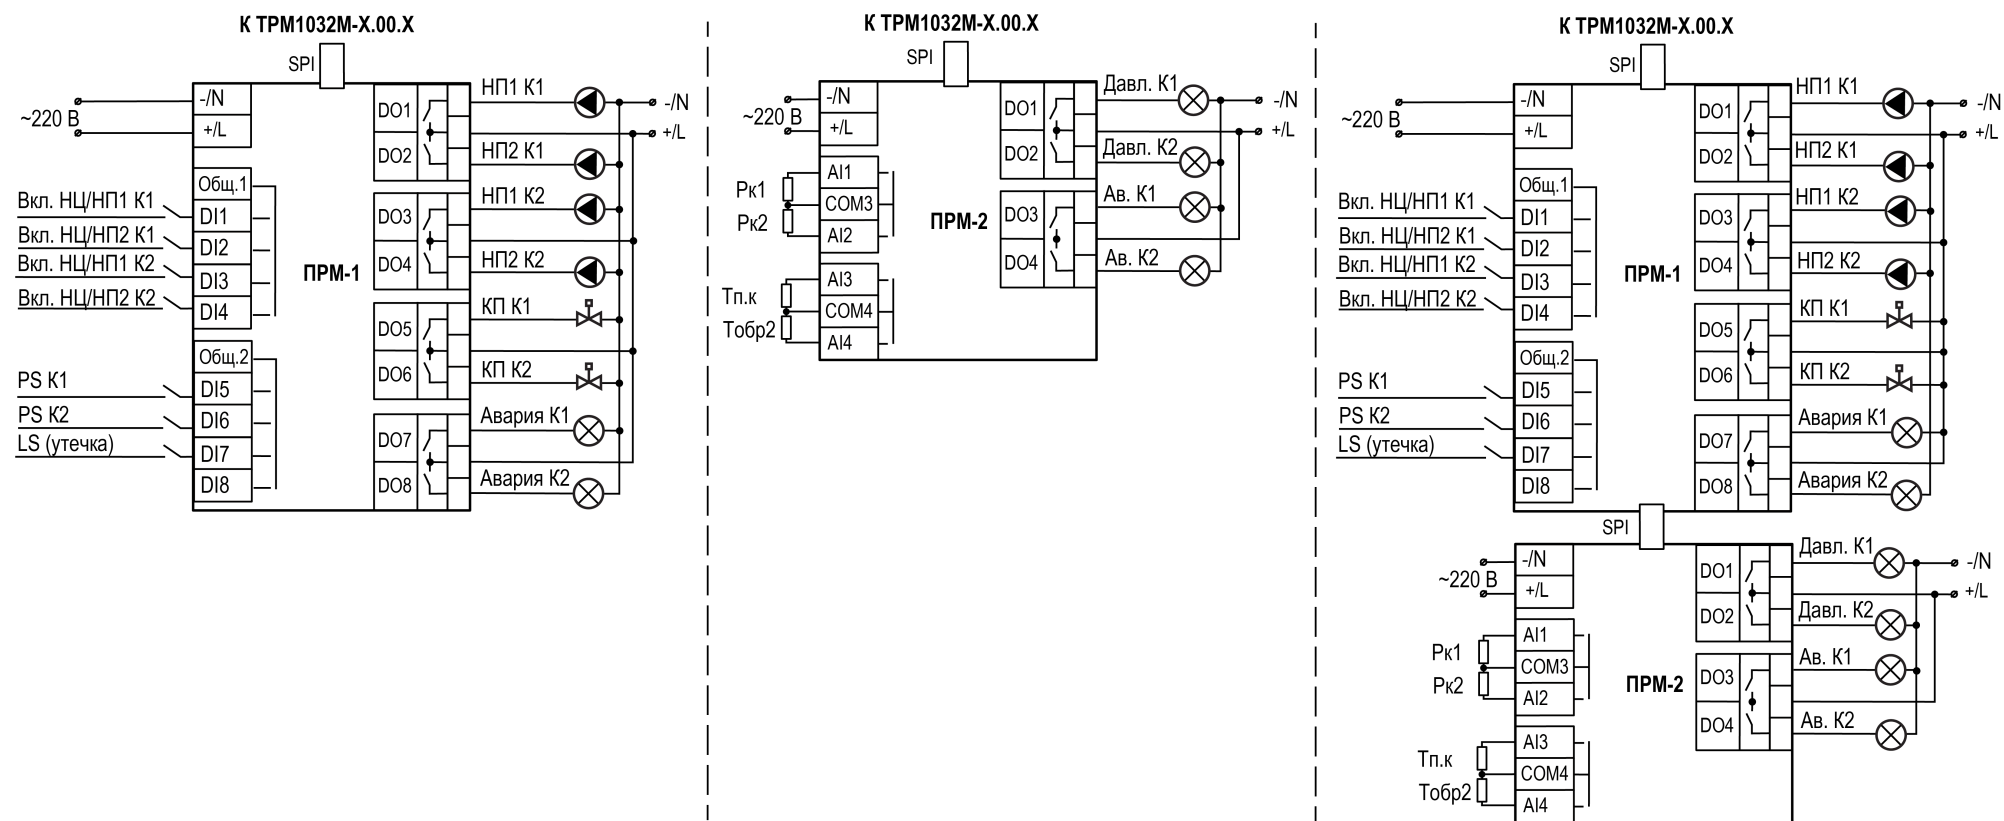 К ТРМ1032М-Х.00.Х
SPI
-/N
+/L
~220 В
Общ.1
DI1
DI2
DI3
DI4
Вкл. НЦ/НП1 К1
Вкл. НЦ/НП2 К1
Вкл. НЦ/НП1 К2
Вкл. НЦ/НП2 К2
Общ.2
DI5
DI6
DI7
DI8
PS К1
PS К2
LS (утечка)
ПРМ-1
DO1
DO2
DO3
DO4
DO5
DO6
DO7
DO8
НП1 К1
НП2 К1
НП1 К2
НП2 К2
КП К1
КП К2
Авария К1
Авария К2
-/N
+/L
К ТРМ1032М-Х.00.Х
SPI
-/N
+/L
~220 В
AI1
COM3
AI2
Рк1
Рк2
AI3
COM4
AI4
Тп.к
Тобр2
ПРМ-2
DO1
DO2
DO3
DO4
Давл. К1
Давл. К2
Ав. К1
Ав. К2
-/N
+/L
К ТРМ1032М-Х.00.Х
SPI
-/N
+/L
~220 В
Общ.1
DI1
DI2
DI3
DI4
Вкл. НЦ/НП1 К1
Вкл. НЦ/НП2 К1
Вкл. НЦ/НП1 К2
Вкл. НЦ/НП2 К2
Общ.2
DI5
DI6
DI7
DI8
PS К1
PS К2
LS (утечка)
ПРМ-1
DO1
DO2
DO3
DO4
DO5
DO6
DO7
DO8
НП1 К1
НП2 К1
НП1 К2
НП2 К2
КП К1
КП К2
Авария К1
Авария К2
-/N
+/L
SPI
-/N
+/L
~220 В
AI1
COM3
AI2
Рк1
Рк2
AI3
COM4
AI4
Тп.к
Тобр2
ПРМ-2
DO1
DO2
DO3
DO4
Давл. К1
Давл. К2
Ав. К1
Ав. К2
-/N
+/L